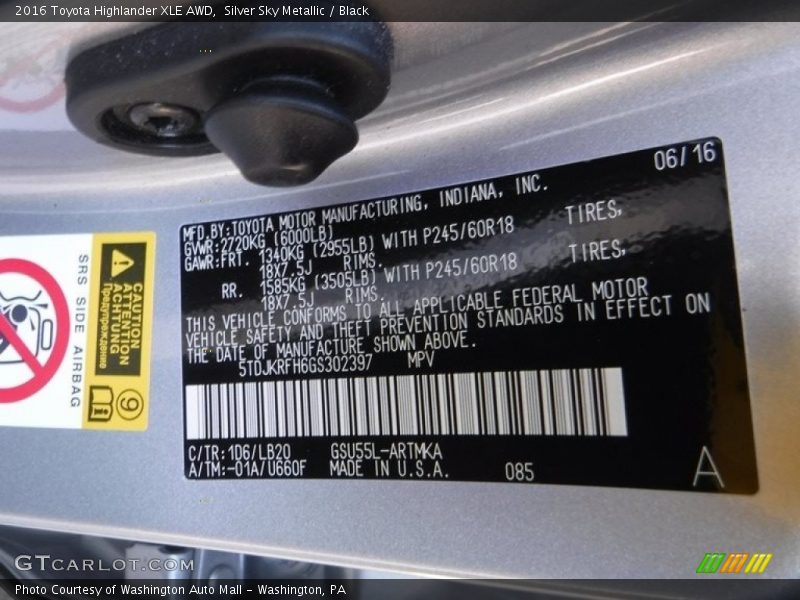 2016 Toyota Highlander XLE AWD,  Silver Sky Metallic / Black
06/16
MFD.BY:TOYOTA MOTOR MANUFACTURING, INDIANA, INC.
GVWR:2720KG (6000LB)
GAWR:FRT. 1340KG (2955LB) WITH P245/60R18 TIRES,
18X7.5J RIMS.
RR. 1585KG (3505LB) WITH P245/60R18 TIRES,
18X7.5J RIMS.
THIS VEHICLE CONFORMS TO ALL APPLICABLE FEDERAL MOTOR
VEHICLE SAFETY AND THEFT PREVENTION STANDARDS IN EFFECT ON
THE DATE OF MANUFACTURE SHOWN ABOVE.
5TDJKRFH6GS302397 MPV
C/TR:1D6/LB20 GSU55L-ARTMKA
A/TM:-01A/U660F MADE IN U.S.A. 085
A
SRS SIDE AIRBAG
CAUTION
ATTENTION
ACHTUNG
Предупреждение
9
GTCARLOT.COM
Photo Courtesy of Washington Auto Mall - Washington, PA